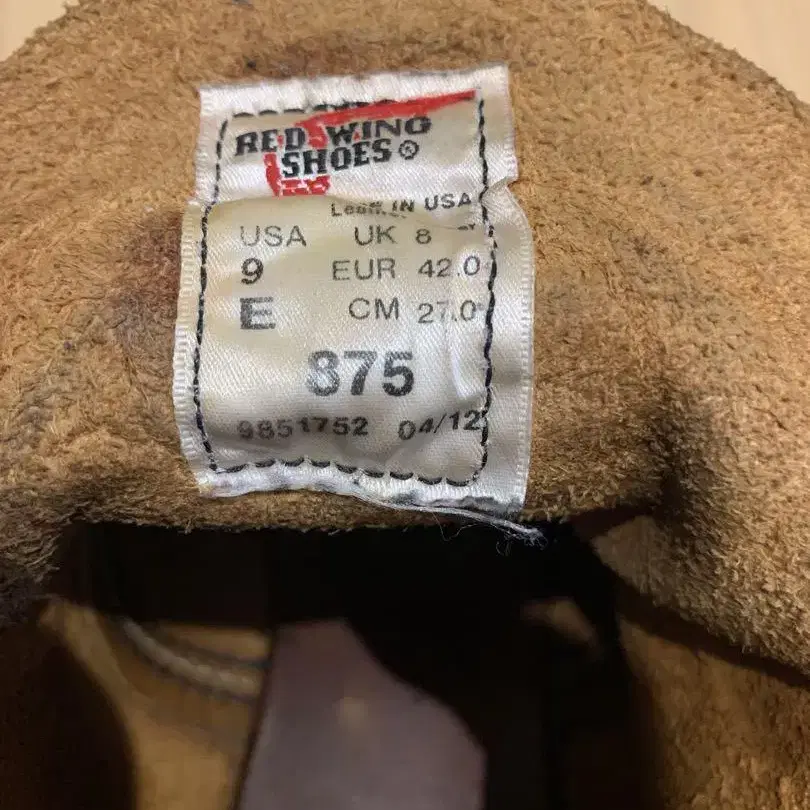 RED WING
SHOES®
IN USA
USA UK 8
9 EUR 42.0
E CM 27.0
875
9851752 04/12